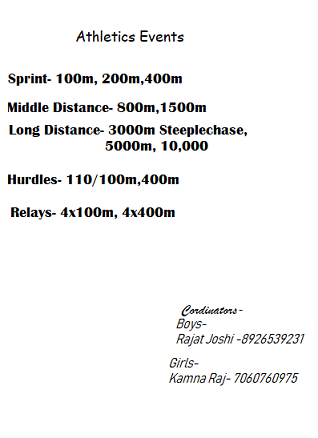 Athletics Events
Sprint- 100m, 200m,400m
Middle Distance- 800m,1500m
Long Distance- 3000m Steeplechase,
5000m, 10,000
Hurdles- 110/100m,400m
Relays- 4x100m, 4x400m
Cordinators-
Boys-
Rajat Joshi -8926539231
Girls-
Kamna Raj- 7060760975